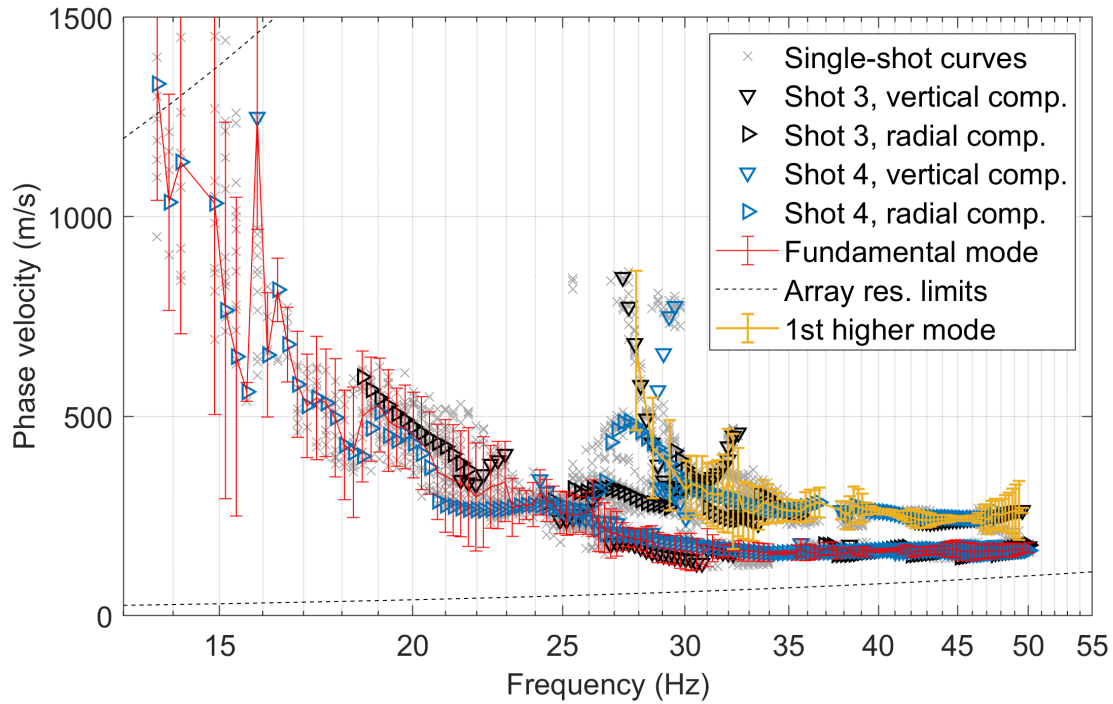 1500
1000
500
0
Phase velocity (m/s)
Single-shot curves
Shot 3, vertical comp.
Shot 3, radial comp.
Shot 4, vertical comp.
Shot 4, radial comp.
Fundamental mode
Array res. limits
1st higher mode
15 20 25 30 35 40 45 50 55
Frequency (Hz)